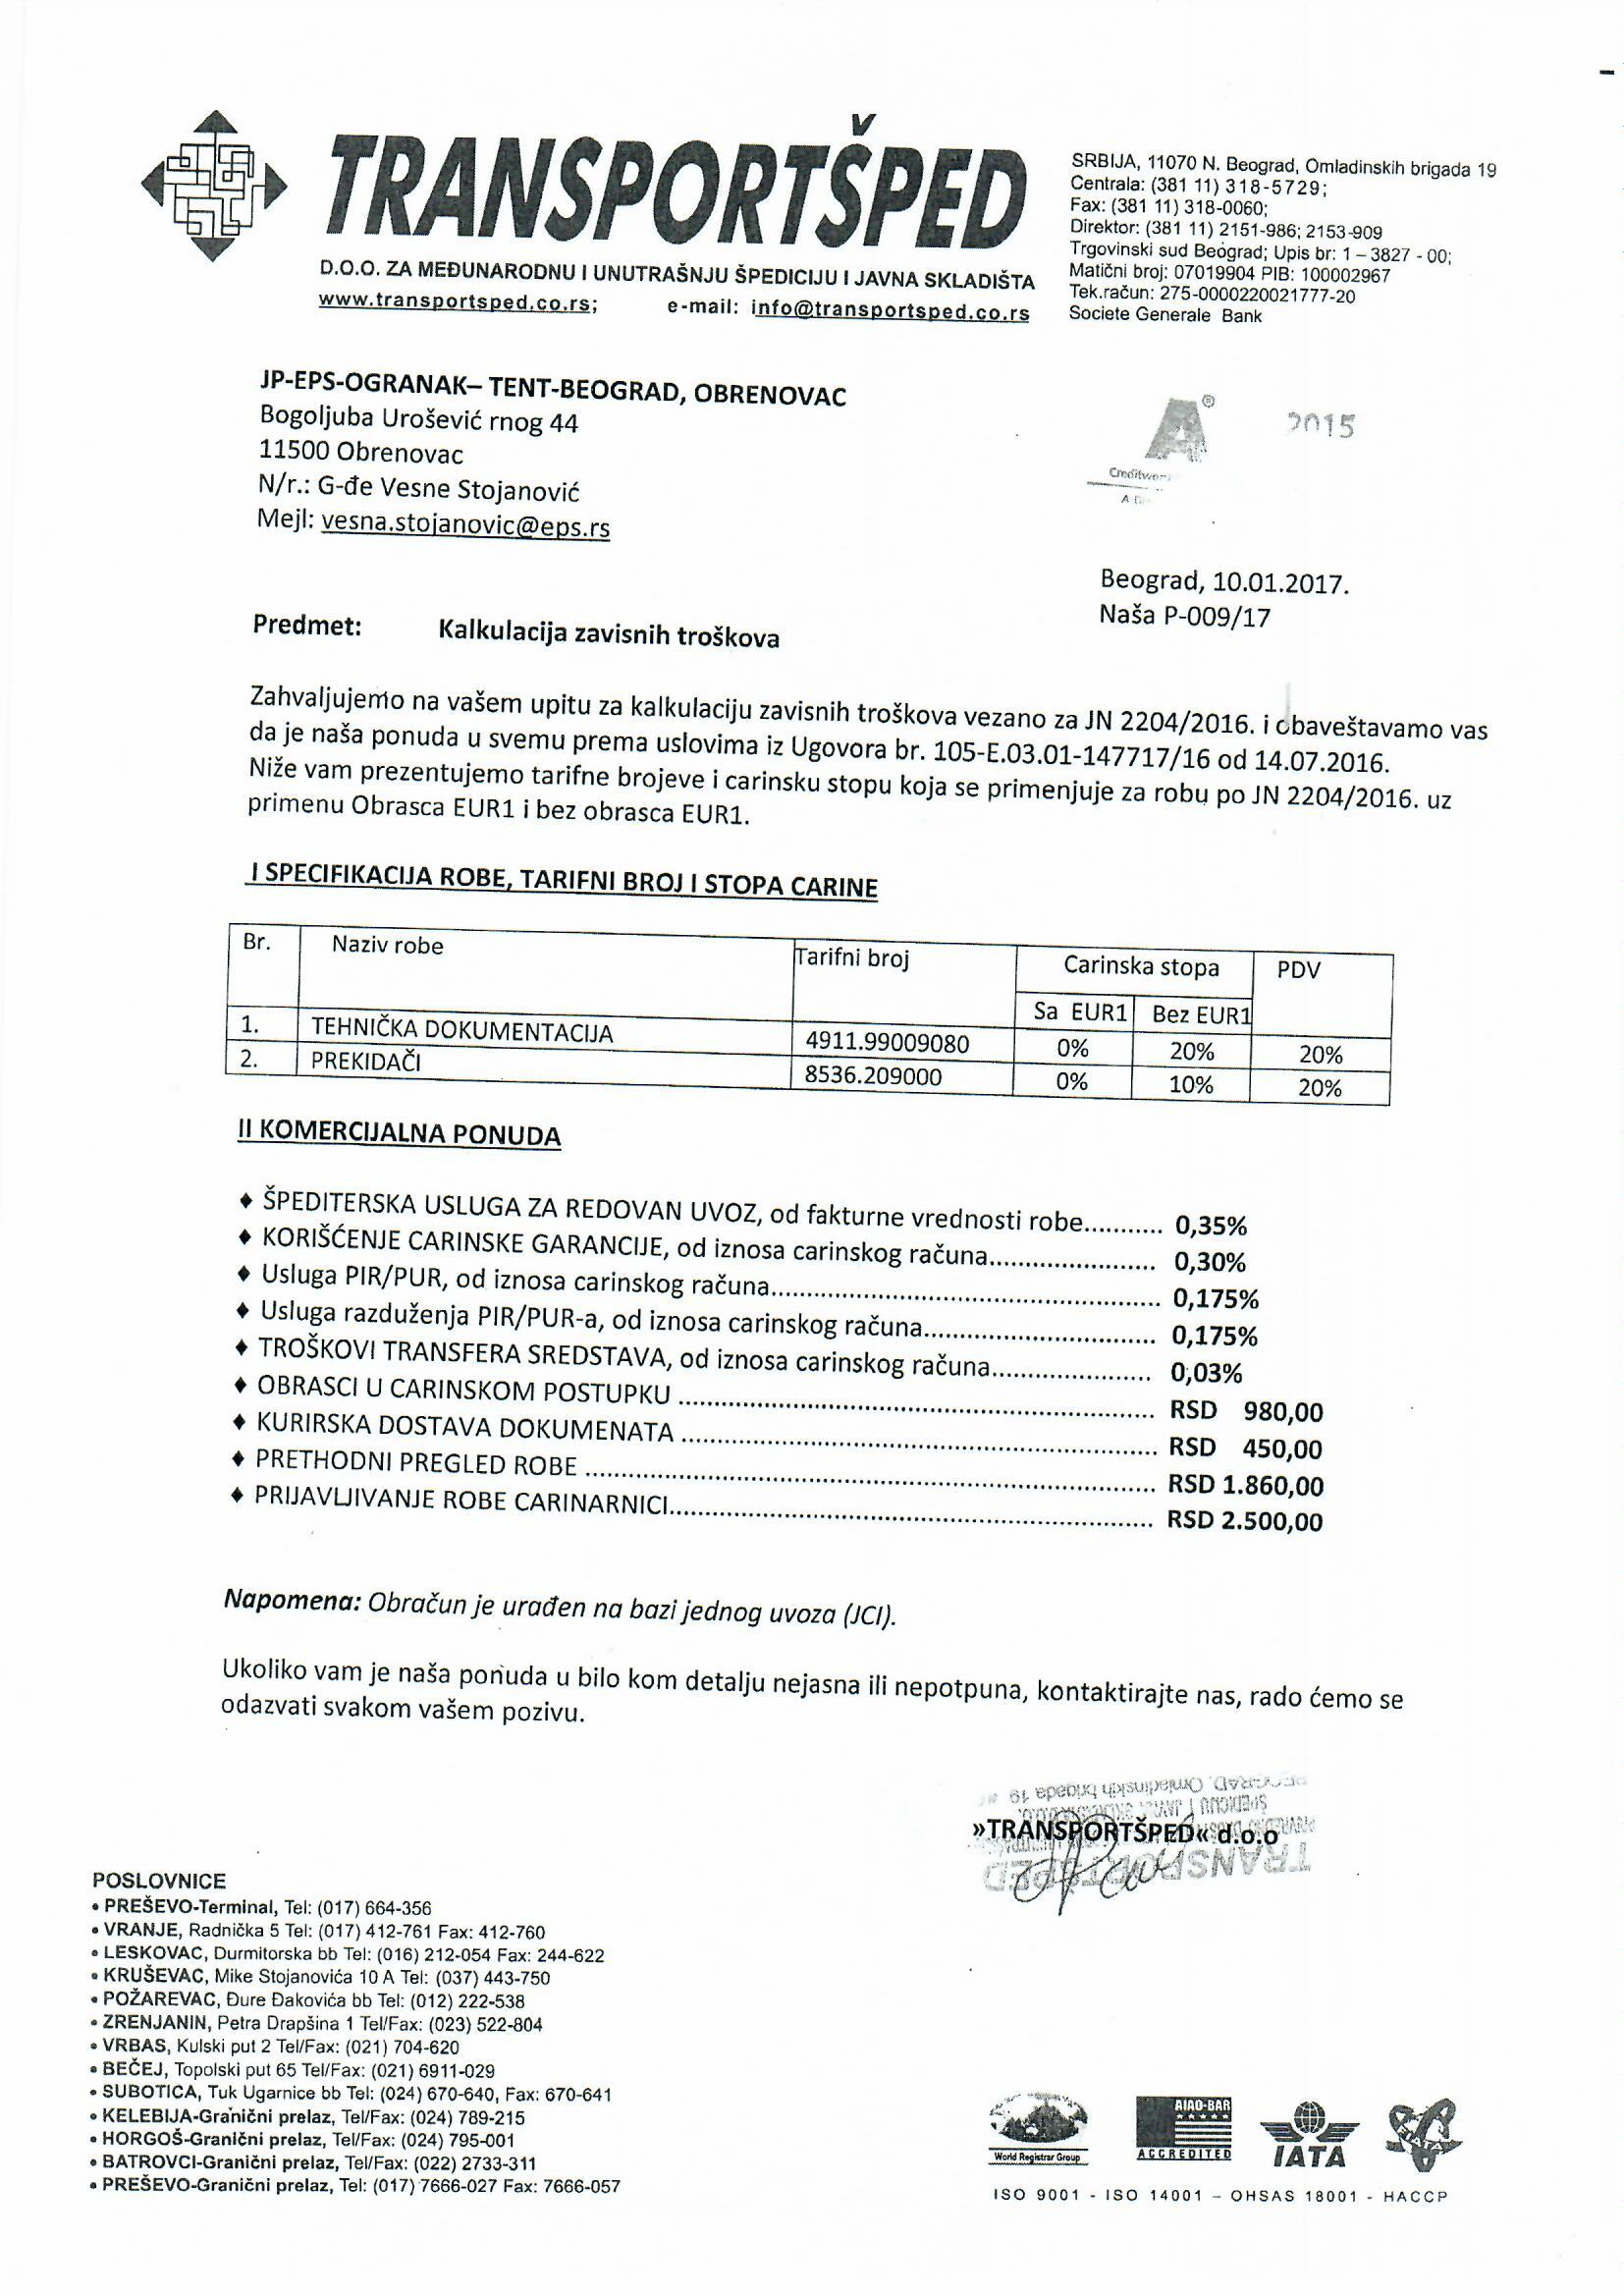 TRANSPORTŠPED
D.O.O. ZA MEĐUNARODNU I UNUTRAŠNJU ŠPEDICIJU I JAVNA SKLADIŠTA
www.transportsped.co.rs; e-mail: info@transportsped.co.rs
SRBIJA, 11070 N. Beograd, Omladinskih brigada 19
Centrala: (381 11) 318-5729;
Fax: (381 11) 318-0060;
Direktor: (381 11) 2151-986; 2153-909
Trgovinski sud Beograd; Upis br: 1 – 3827 - 00;
Matični broj: 07019904 PIB: 100002967
Tek.račun: 275-0000220021777-20
Societe Generale Bank
JP-EPS-OGRANAK– TENT-BEOGRAD, OBRENOVAC
Bogoljuba Urošević rnog 44
11500 Obrenovac
N/r.: G-đe Vesne Stojanović
Mejl: vesna.stojanovic@eps.rs
A® 2015
Beograd, 10.01.2017.
Naša P-009/17
Predmet: Kalkulacija zavisnih troškova
Zahvaljujemo na vašem upitu za kalkulaciju zavisnih troškova vezano za JN 2204/2016. i obaveštavamo vas
da je naša ponuda u svemu prema uslovima iz Ugovora br. 105-E.03.01-147717/16 od 14.07.2016.
Niže vam prezentujemo tarifne brojeve i carinsku stopu koja se primenjuje za robu po JN 2204/2016. uz
primenu Obrasca EUR1 i bez obrasca EUR1.
I SPECIFIKACIJA ROBE, TARIFNI BROJ I STOPA CARINE
Br. Naziv robe Tarifni broj Carinska stopa PDV
Sa EUR1 Bez EUR1
1. TEHNIČKA DOKUMENTACIJA 4911.99009080 0% 20% 20%
2. PREKIDAČI 8536.209000 0% 10% 20%
II KOMERCIJALNA PONUDA
♦ ŠPEDITERSKA USLUGA ZA REDOVAN UVOZ, od fakturne vrednosti robe........... 0,35%
♦ KORIŠĆENJE CARINSKE GARANCIJE, od iznosa carinskog računa........................ 0,30%
♦ Usluga PIR/PUR, od iznosa carinskog računa........................................................ 0,175%
♦ Usluga razduženja PIR/PUR-a, od iznosa carinskog računa................................. 0,175%
♦ TROŠKOVI TRANSFERA SREDSTAVA, od iznosa carinskog računa....................... 0,03%
♦ OBRASCI U CARINSKOM POSTUPKU .................................................................... RSD 980,00
♦ KURIRSKA DOSTAVA DOKUMENATA .................................................................... RSD 450,00
♦ PRETHODNI PREGLED ROBE .................................................................................. RSD 1.860,00
♦ PRIJAVLJIVANJE ROBE CARINARNICI...................................................................... RSD 2.500,00
Napomena: Obračun je urađen na bazi jednog uvoza (JCI).
Ukoliko vam je naša ponuda u bilo kom detalju nejasna ili nepotpuna, kontaktirajte nas, rado ćemo se
odazvati svakom vašem pozivu.
BEOGRAD, Omladinskih brigada 19
»TRANSPORTŠPED« d.o.o
TRANSPORTŠPED
POSLOVNICE
• PREŠEVO-Terminal, Tel: (017) 664-356
• VRANJE, Radnička 5 Tel: (017) 412-761 Fax: 412-760
• LESKOVAC, Durmitorska bb Tel: (016) 212-054 Fax: 244-622
• KRUŠEVAC, Mike Stojanovića 10 A Tel: (037) 443-750
• POŽAREVAC, Đure Đakovića bb Tel: (012) 222-538
• ZRENJANIN, Petra Drapšina 1 Tel/Fax: (023) 522-804
• VRBAS, Kulski put 2 Tel/Fax: (021) 704-620
• BEČEJ, Topolski put 65 Tel/Fax: (021) 6911-029
• SUBOTICA, Tuk Ugarnice bb Tel: (024) 670-640, Fax: 670-641
• KELEBIJA-Granični prelaz, Tel/Fax: (024) 789-215
• HORGOŠ-Granični prelaz, Tel/Fax: (024) 795-001
• BATROVCI-Granični prelaz, Tel/Fax: (022) 2733-311
• PREŠEVO-Granični prelaz, Tel: (017) 7666-027 Fax: 7666-057
World Registrar Group
AIAO-BAR
ACCREDITED
IATA
FIATA
ISO 9001 - ISO 14001 – OHSAS 18001 - HACCP